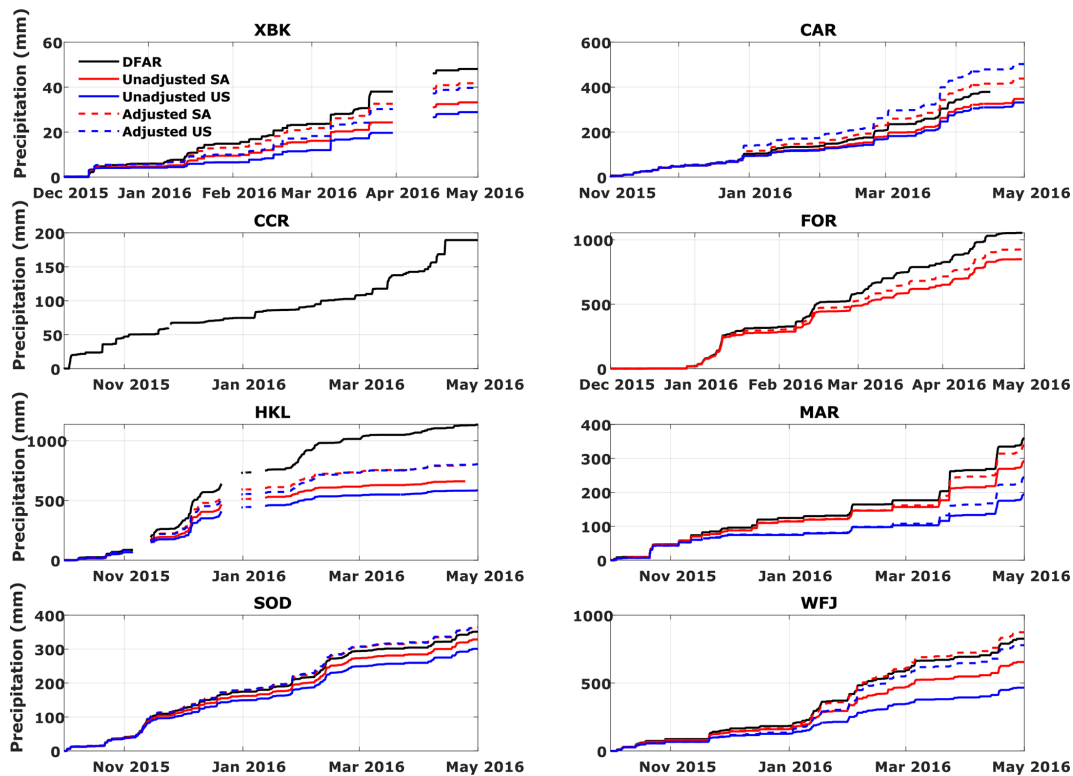 XBK
Precipitation (mm)
60
40
20
0
DFAR
Unadjusted SA
Unadjusted US
Adjusted SA
Adjusted US
Dec 2015 Jan 2016 Feb 2016 Mar 2016 Apr 2016 May 2016
CAR
Precipitation (mm)
600
400
200
0
Nov 2015 Jan 2016 Mar 2016 May 2016
CCR
Precipitation (mm)
200
150
100
50
0
Nov 2015 Jan 2016 Mar 2016 May 2016
FOR
1000
500
0
Dec 2015 Jan 2016 Feb 2016 Mar 2016 Apr 2016 May 2016
HKL
Precipitation (mm)
1000
500
0
Nov 2015 Jan 2016 Mar 2016 May 2016
MAR
400
300
200
100
0
Nov 2015 Jan 2016 Mar 2016 May 2016
SOD
Precipitation (mm)
400
300
200
100
0
Nov 2015 Jan 2016 Mar 2016 May 2016
WFJ
1000
500
0
Nov 2015 Jan 2016 Mar 2016 May 2016